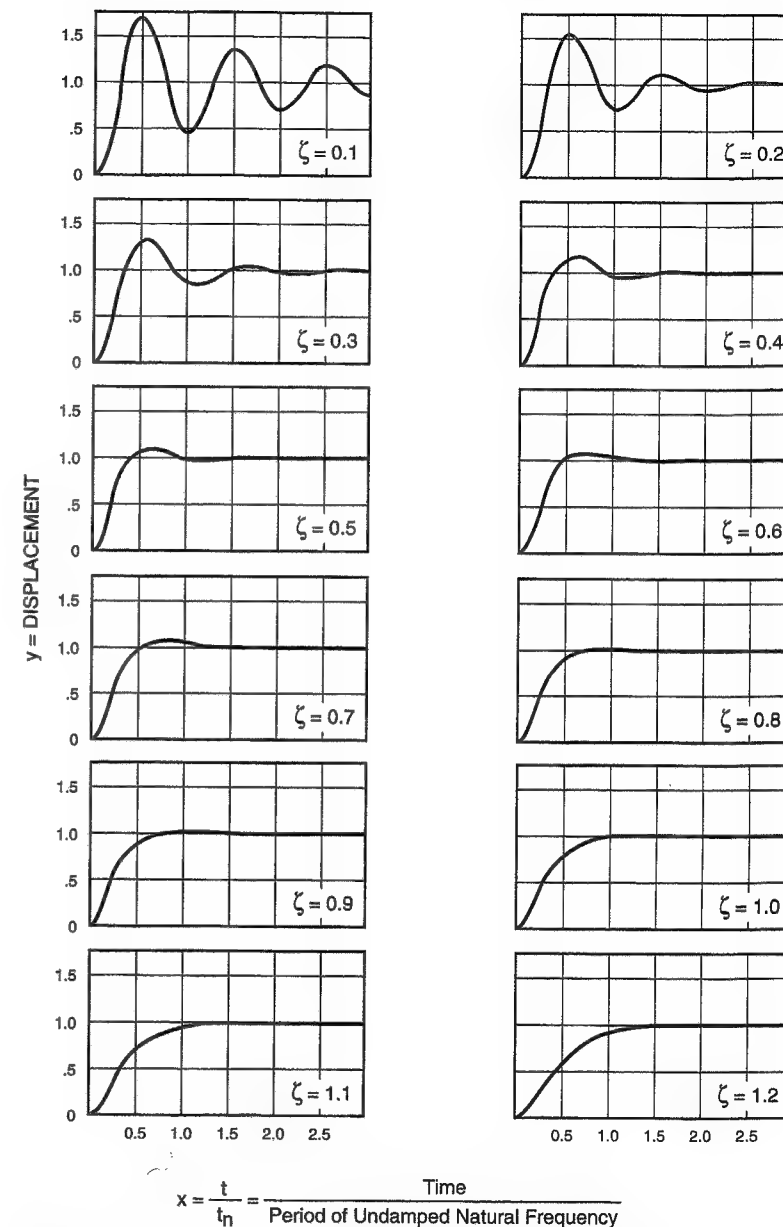 1.5
1.0
.5
0
ζ = 0.1
ζ = 0.2
1.5
1.0
.5
0
ζ = 0.3
ζ = 0.4
1.5
1.0
.5
0
ζ = 0.5
ζ = 0.6
y = DISPLACEMENT
1.5
1.0
.5
0
ζ = 0.7
ζ = 0.8
1.5
1.0
.5
0
ζ = 0.9
ζ = 1.0
1.5
1.0
.5
0
ζ = 1.1
ζ = 1.2
0.5 1.0 1.5 2.0 2.5
0.5 1.0 1.5 2.0 2.5
x = t / tn = Time / Period of Undamped Natural Frequency